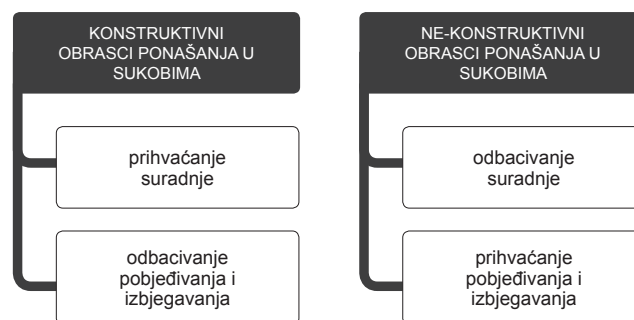 KONSTRUKTIVNI
OBRASCI PONAŠANJA U
SUKOBIMA
prihvaćanje
suradnje
odbacivanje
pobjeđivanja i
izbjegavanja
NE-KONSTRUKTIVNI
OBRASCI PONAŠANJA U
SUKOBIMA
odbacivanje
suradnje
prihvaćanje
pobjeđivanja i
izbjegavanja